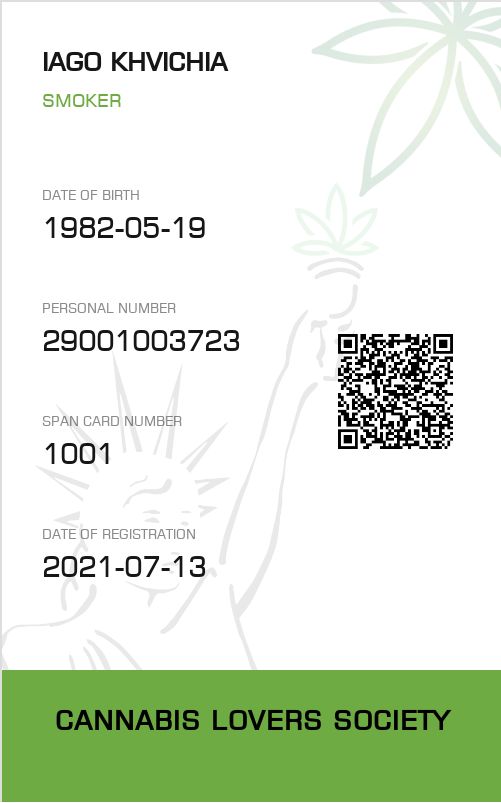 IAGO KHVICHIA
SMOKER
DATE OF BIRTH
1982-05-19
PERSONAL NUMBER
29001003723
SPAN CARD NUMBER
1001
DATE OF REGISTRATION
2021-07-13
CANNABIS LOVERS SOCIETY